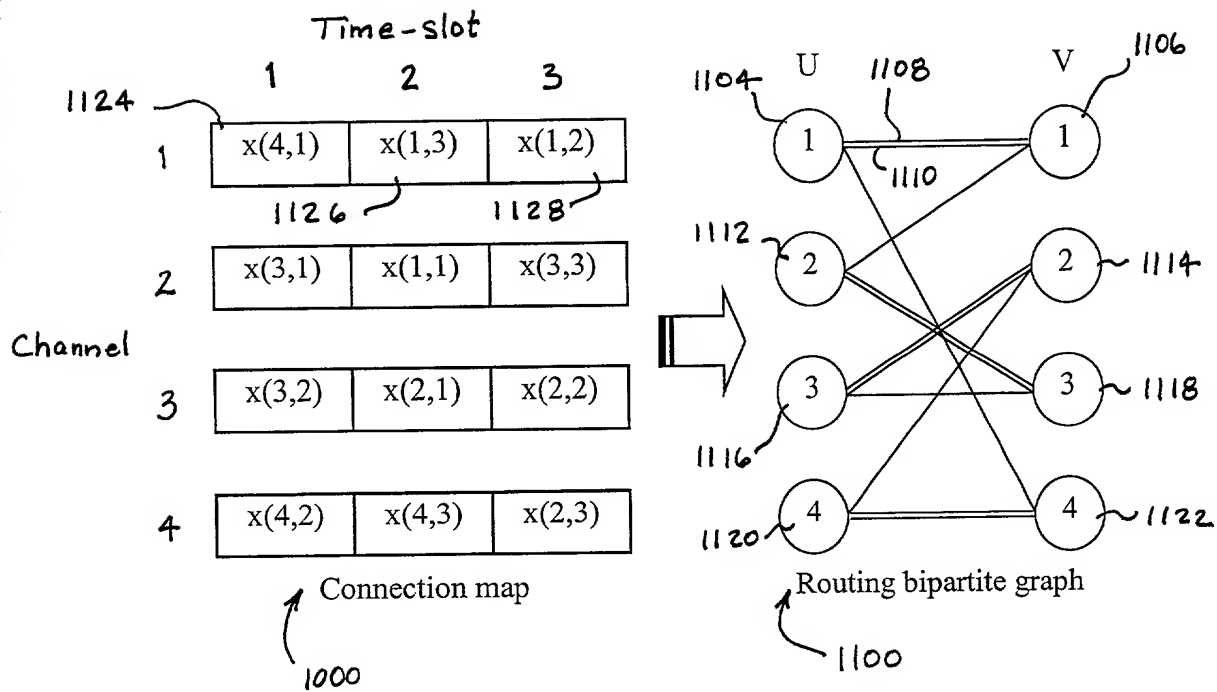 Time-slot
1 2 3
1124
1 x(4,1) x(1,3) x(1,2)
1126 1128
2 x(3,1) x(1,1) x(3,3)
Channel
3 x(3,2) x(2,1) x(2,2)
4 x(4,2) x(4,3) x(2,3)
Connection map
1000
U V
1104 1108 1106
1 1
1110
1112 2 2 1114
3 3 1118
1116
4 4 1122
1120
Routing bipartite graph
1100